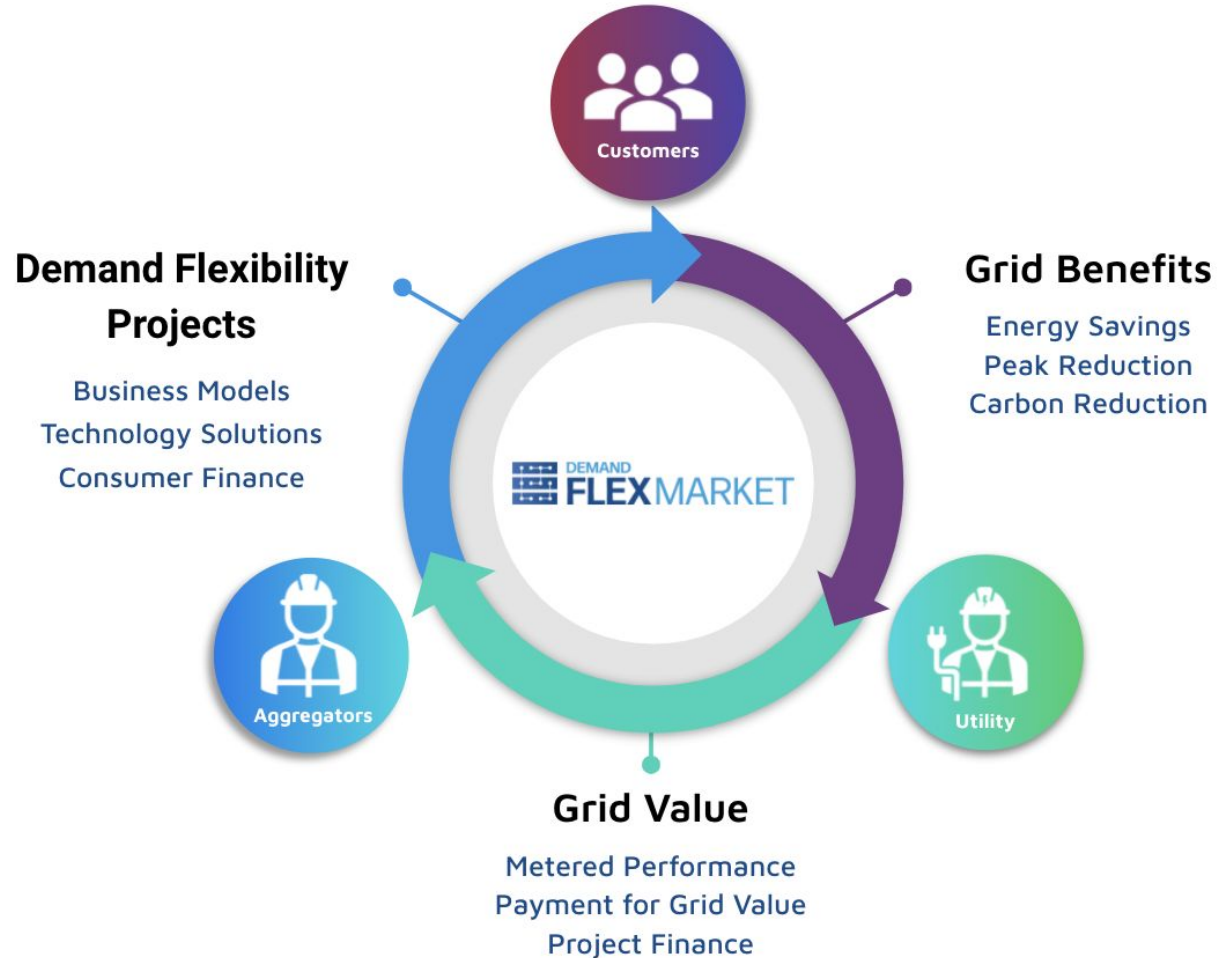 Customers
Demand Flexibility
Projects
Business Models
Technology Solutions
Consumer Finance
Grid Benefits
Energy Savings
Peak Reduction
Carbon Reduction
DEMAND
FLEXMARKET
Aggregators
Utility
Grid Value
Metered Performance
Payment for Grid Value
Project Finance